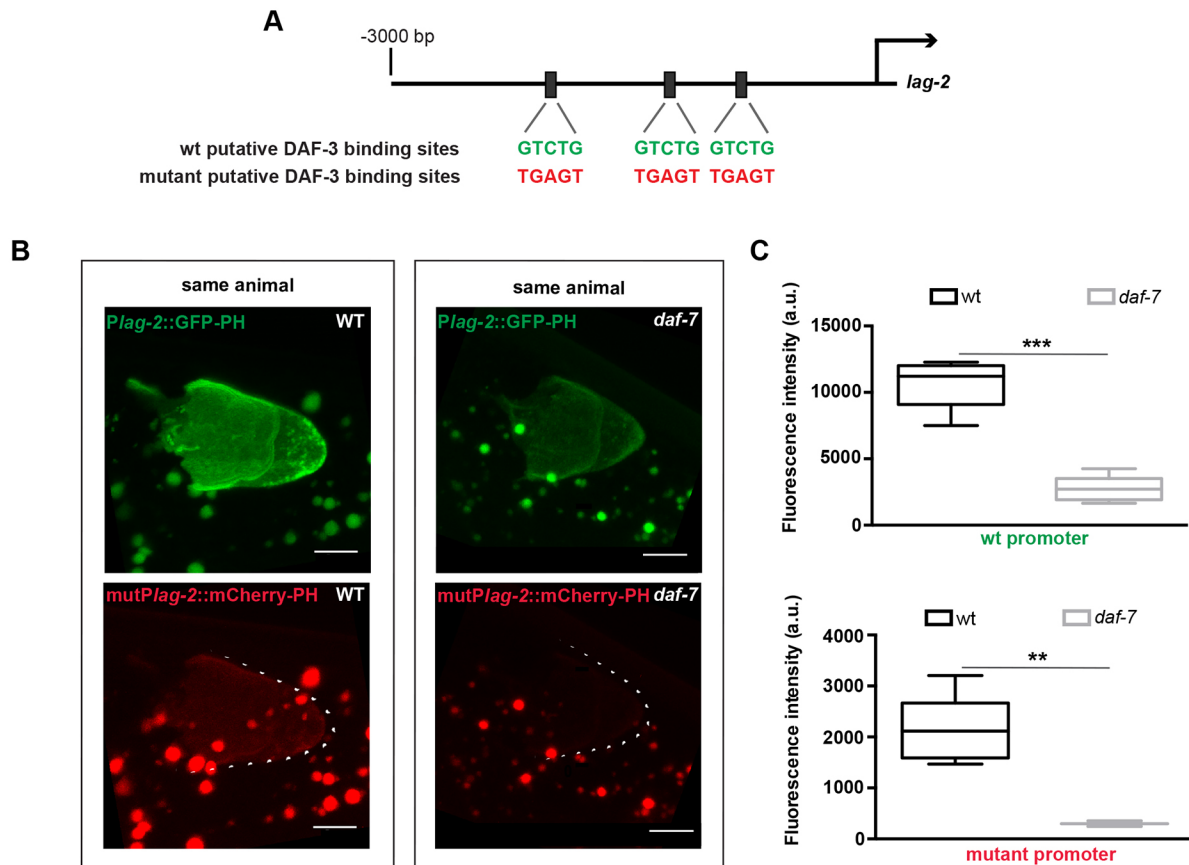 A
-3000 bp
lag-2
wt putative DAF-3 binding sites GTCTG GTCTG GTCTG
mutant putative DAF-3 binding sites TGAGT TGAGT TGAGT
B
same animal
Plag-2::GFP-PH WT
mutPlag-2::mCherry-PH WT
same animal
Plag-2::GFP-PH daf-7
mutPlag-2::mCherry-PH daf-7
C
wt daf-7
Fluorescence intensity (a.u.)
15000
10000
5000
0
***
wt promoter
wt daf-7
Fluorescence intensity (a.u.)
4000
3000
2000
1000
0
**
mutant promoter